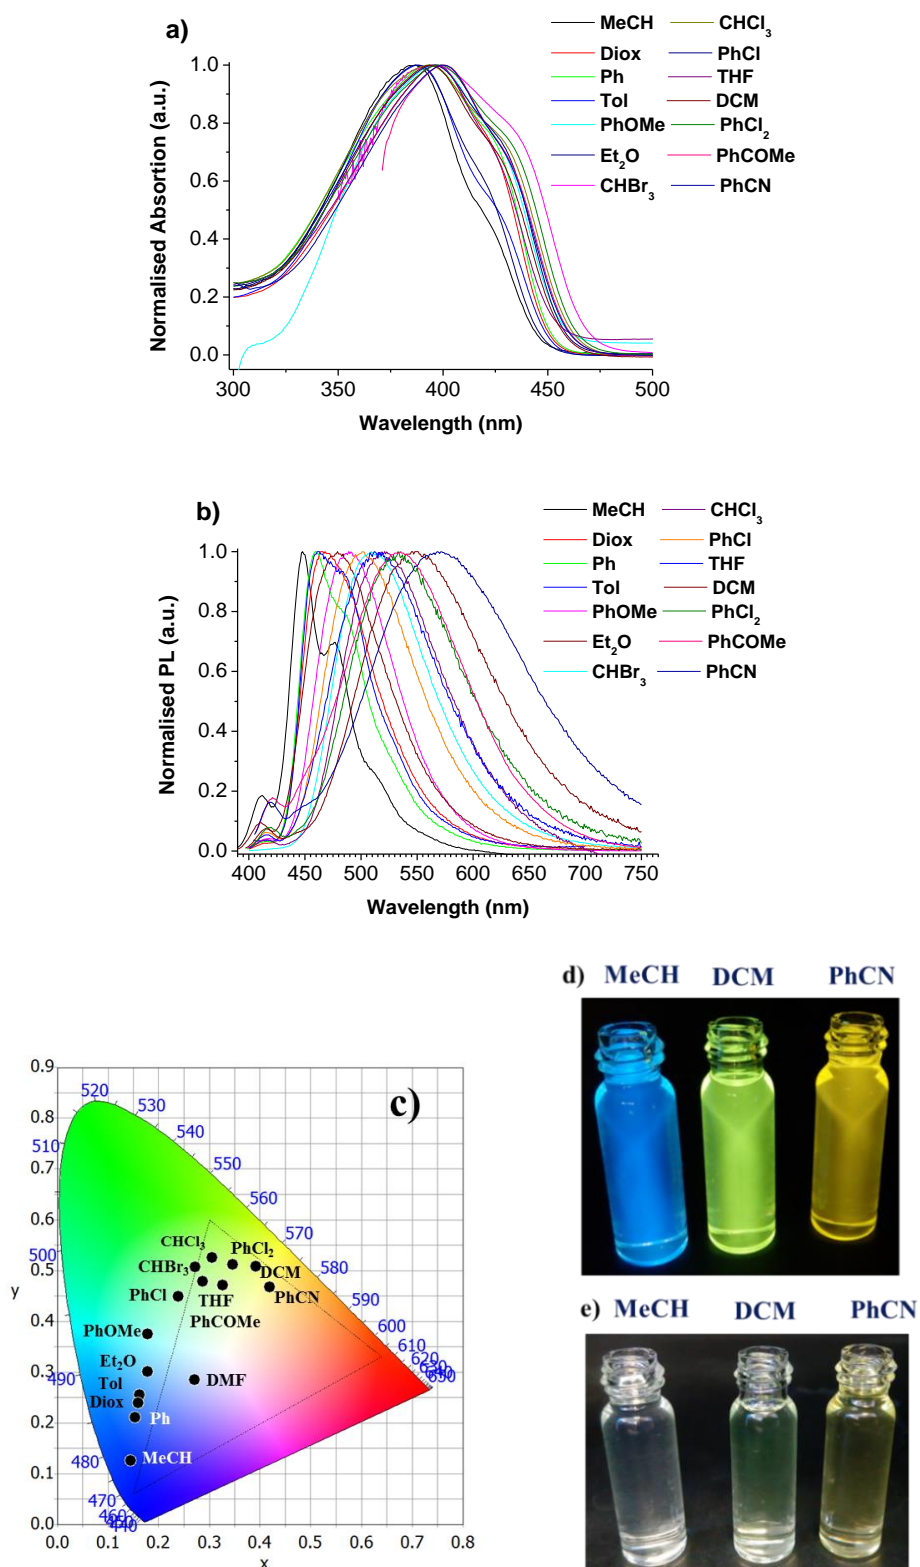 a)
MeCH CHCl₃
Diox PhCl
Ph THF
Tol DCM
PhOMe PhCl₂
Et₂O PhCOMe
CHBr₃ PhCN
Normalised Absortion (a.u.)
1.0
0.8
0.6
0.4
0.2
0.0
300 350 400 450 500
Wavelength (nm)
b)
MeCH CHCl₃
Diox PhCl
Ph THF
Tol DCM
PhOMe PhCl₂
Et₂O PhCOMe
CHBr₃ PhCN
Normalised PL (a.u.)
1.0
0.8
0.6
0.4
0.2
0.0
400 450 500 550 600 650 700 750
Wavelength (nm)
c)
y
0.9
0.8
0.7
0.6
0.5
0.4
0.3
0.2
0.1
0.0
0.0 0.1 0.2 0.3 0.4 0.5 0.6 0.7 0.8
x
520
530
510
540
550
560
500
570
580
590
600
610
620
630
490
480
470
460
440
CHCl₃
PhCl₂
CHBr₃
DCM
PhCl
PhCN
THF
PhCOMe
PhOMe
Et₂O
DMF
Tol
Diox
Ph
MeCH
d) MeCH DCM PhCN
e) MeCH DCM PhCN